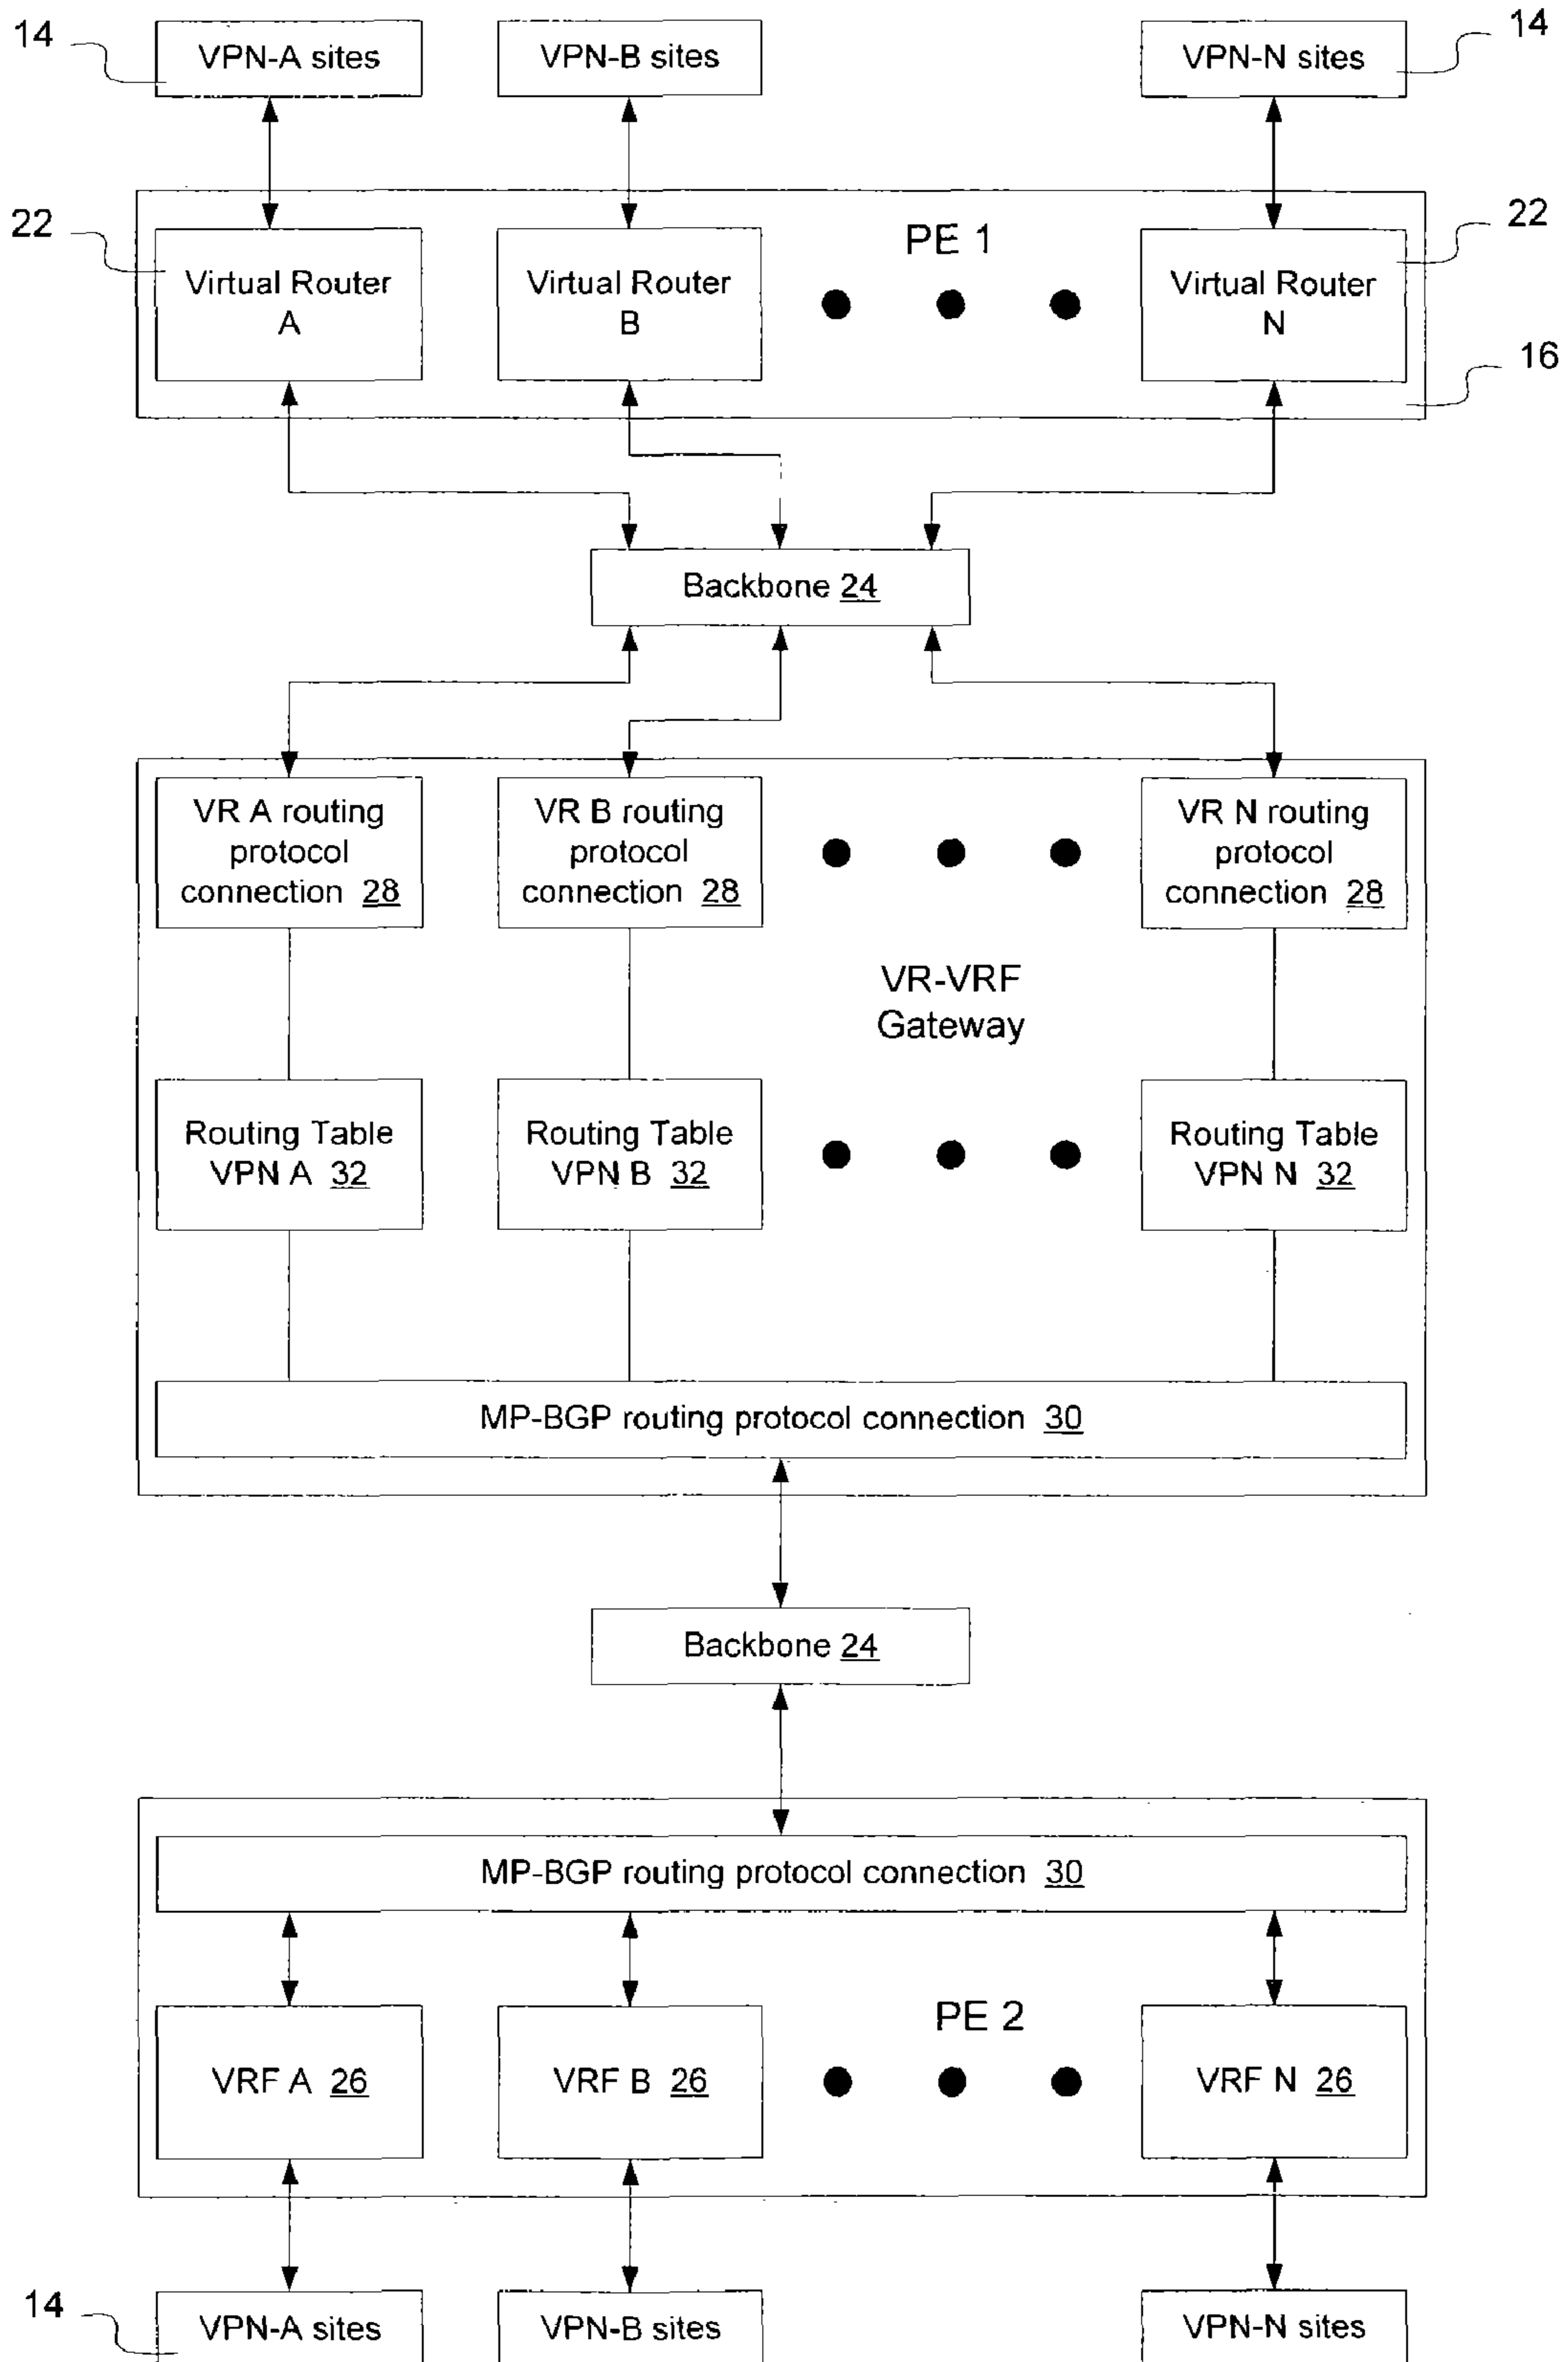 14
VPN-A sites
VPN-B sites
VPN-N sites
14
22
Virtual Router
A
Virtual Router
B
PE 1
Virtual Router
N
22
16
Backbone 24
VR A routing
protocol
connection 28
VR B routing
protocol
connection 28
VR N routing
protocol
connection 28
VR-VRF
Gateway
Routing Table
VPN A 32
Routing Table
VPN B 32
Routing Table
VPN N 32
MP-BGP routing protocol connection 30
Backbone 24
MP-BGP routing protocol connection 30
PE 2
VRF A 26
VRF B 26
VRF N 26
14
VPN-A sites
VPN-B sites
VPN-N sites